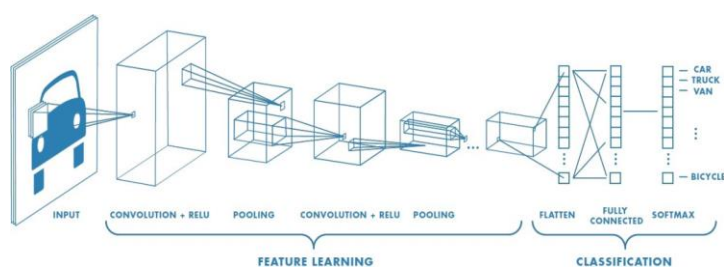 CAR
TRUCK
VAN
...
BICYCLE
INPUT
CONVOLUTION + RELU
POOLING
CONVOLUTION + RELU
POOLING
FLATTEN
FULLY
CONNECTED
SOFTMAX
FEATURE LEARNING
CLASSIFICATION